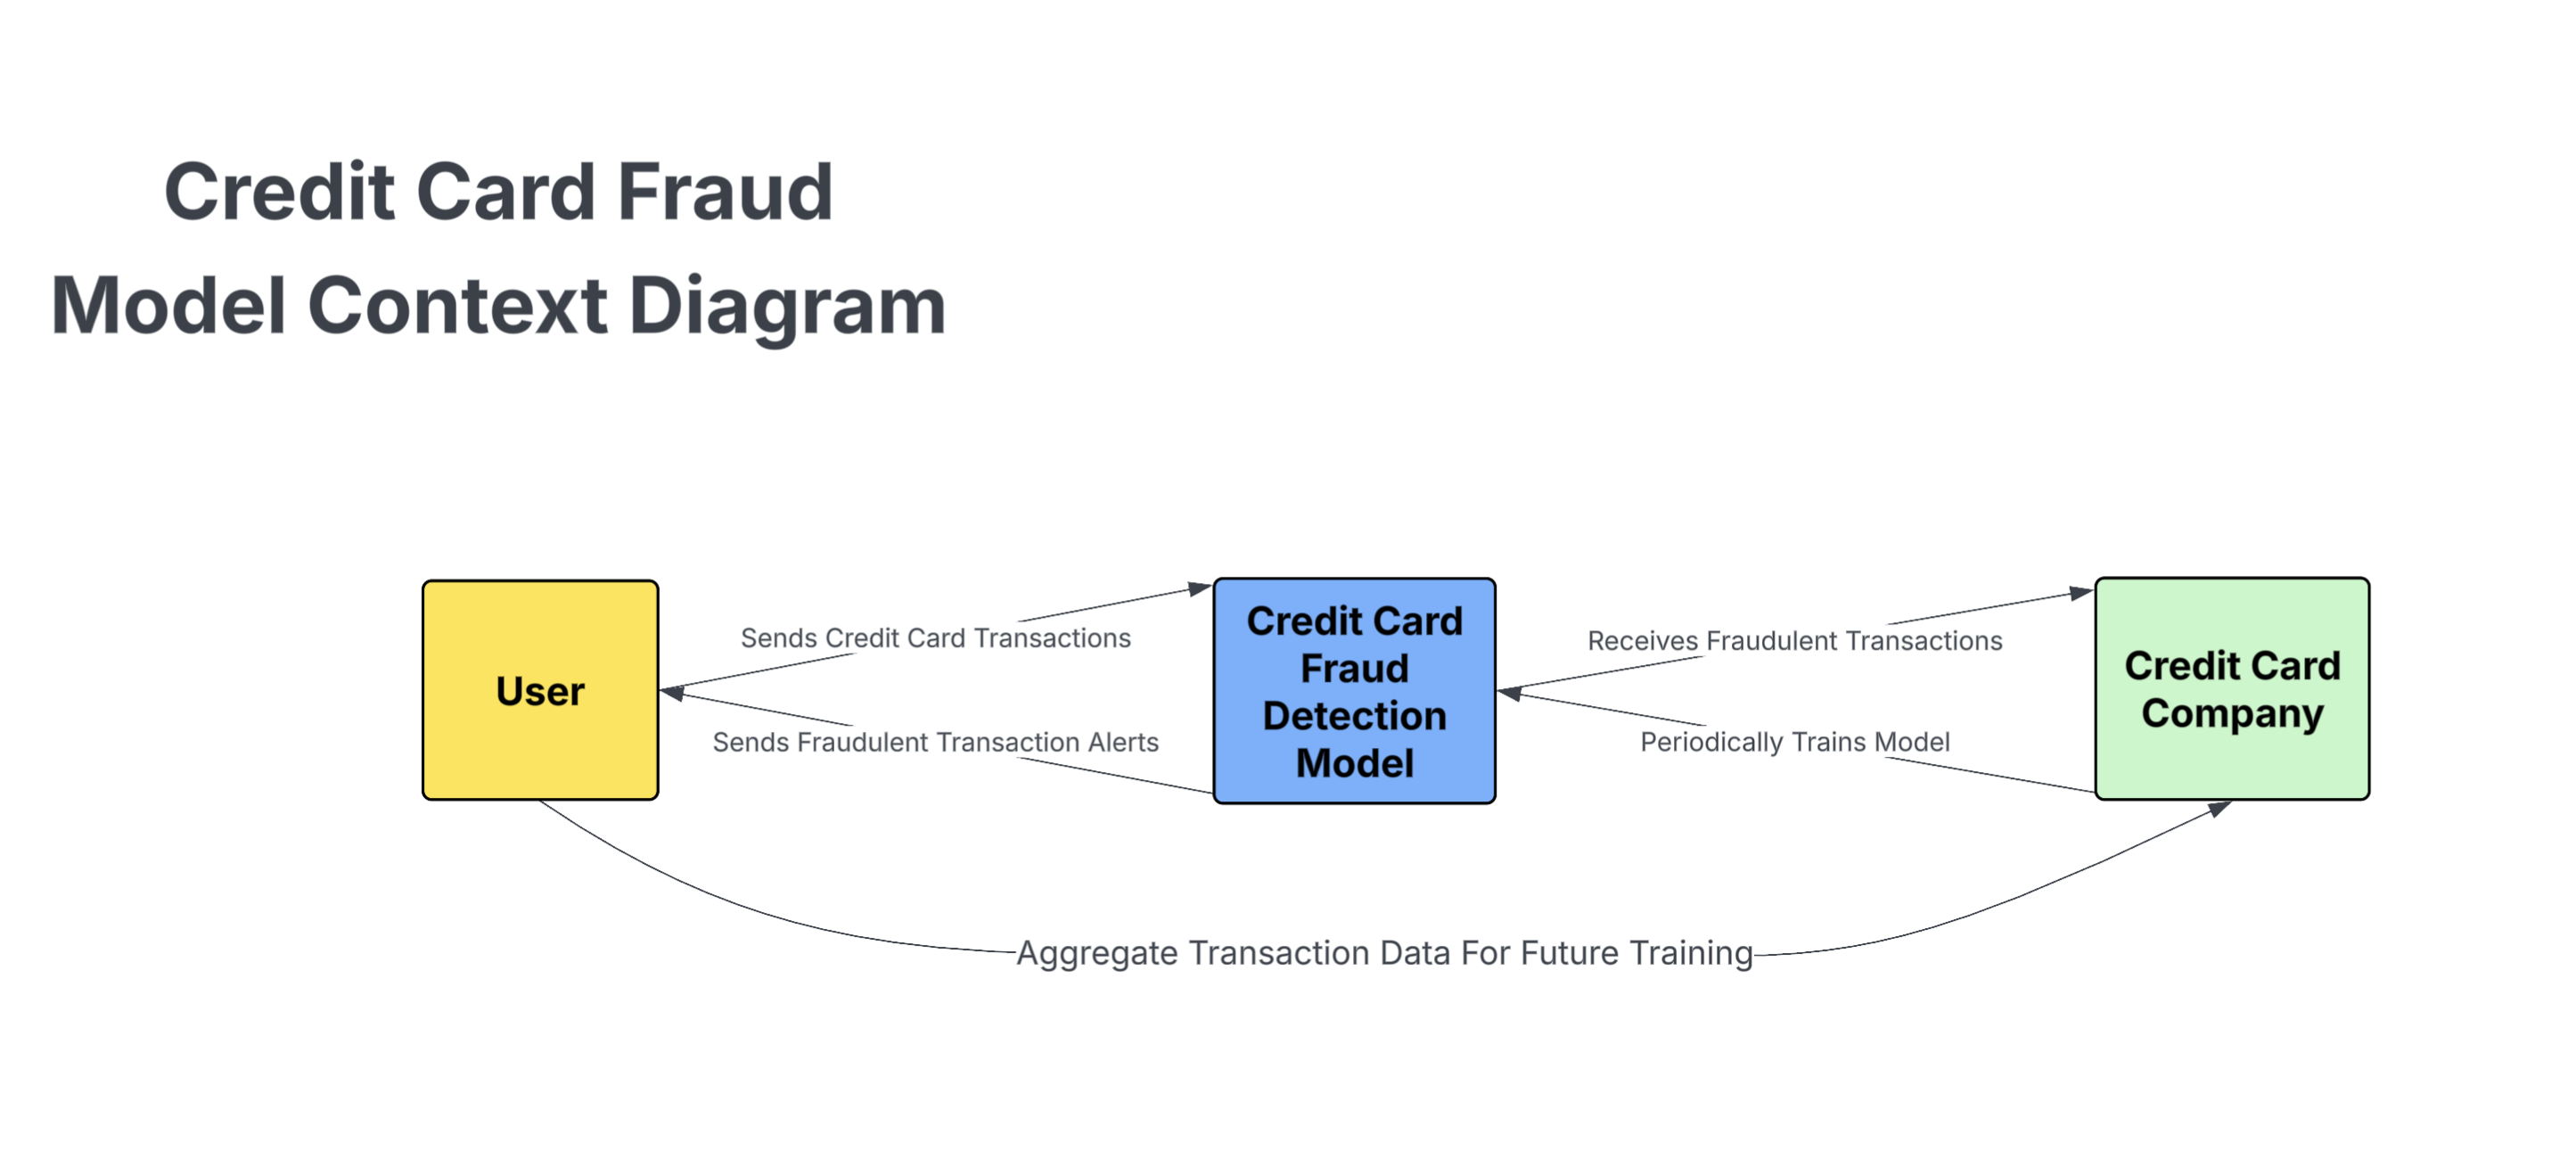 Credit Card Fraud
Model Context Diagram
User
Sends Credit Card Transactions
Sends Fraudulent Transaction Alerts
Credit Card
Fraud
Detection
Model
Receives Fraudulent Transactions
Periodically Trains Model
Credit Card
Company
Aggregate Transaction Data For Future Training